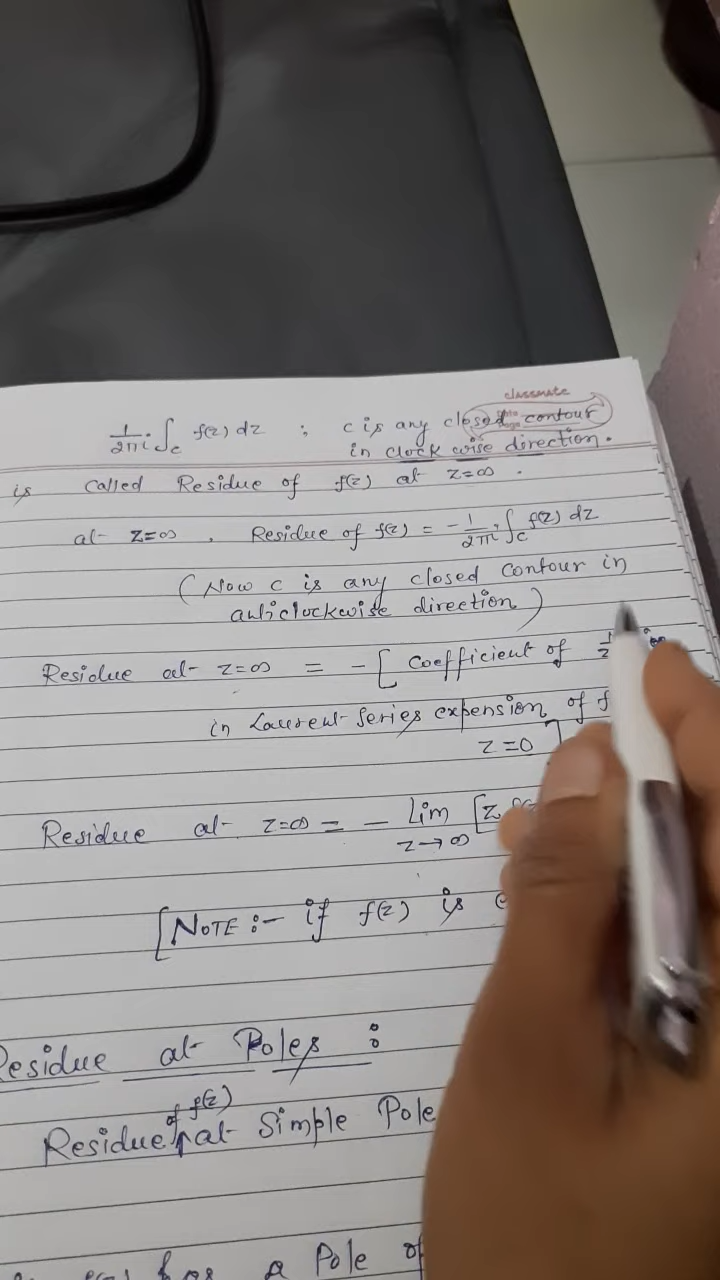 classmate
1/2πi ∫c f(z) dz ; c is any closed contour
in clock wise direction.
is called Residue of f(z) at z=∞ .
at z=∞ , Residue of f(z) = -1/2πi ∫c f(z) dz
(Now c is any closed contour in
anticlockwise direction)
Residue at z=∞ = -[ coefficient of 1/z in
in Laurent Series expension of f
z=0 ]
Residue at z=∞ = - Lim z→∞ [z
[NOTE :- if f(z) is
Residue at Poles :
of f(z)
Residue at Simple Pole
has a Pole of